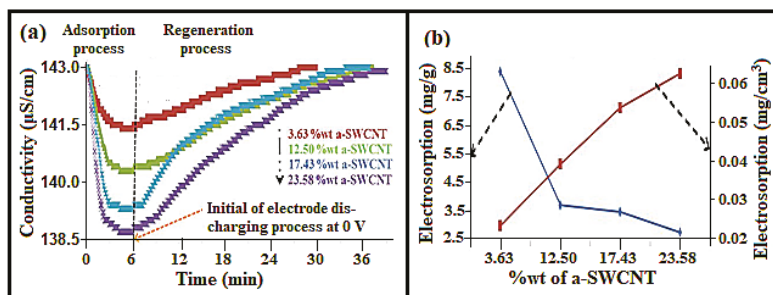 (a)
Adsorption process
Regeneration process
143.0
141.5
140.0
138.5
Conductivity (µS/cm)
3.63%wt a-SWCNT
12.50%wt a-SWCNT
17.43%wt a-SWCNT
23.58%wt a-SWCNT
Initial of electrode dis-
charging process at 0 V
0 6 12 18 24 30 36
Time (min)
(b)
8.5
7.5
6.5
5.5
4.5
3.5
2.5
Electrosorption (mg/g)
0.06
0.05
0.04
0.03
0.02
Electrosorption (mg/cm³)
3.63 12.50 17.43 23.58
%wt of a-SWCNT